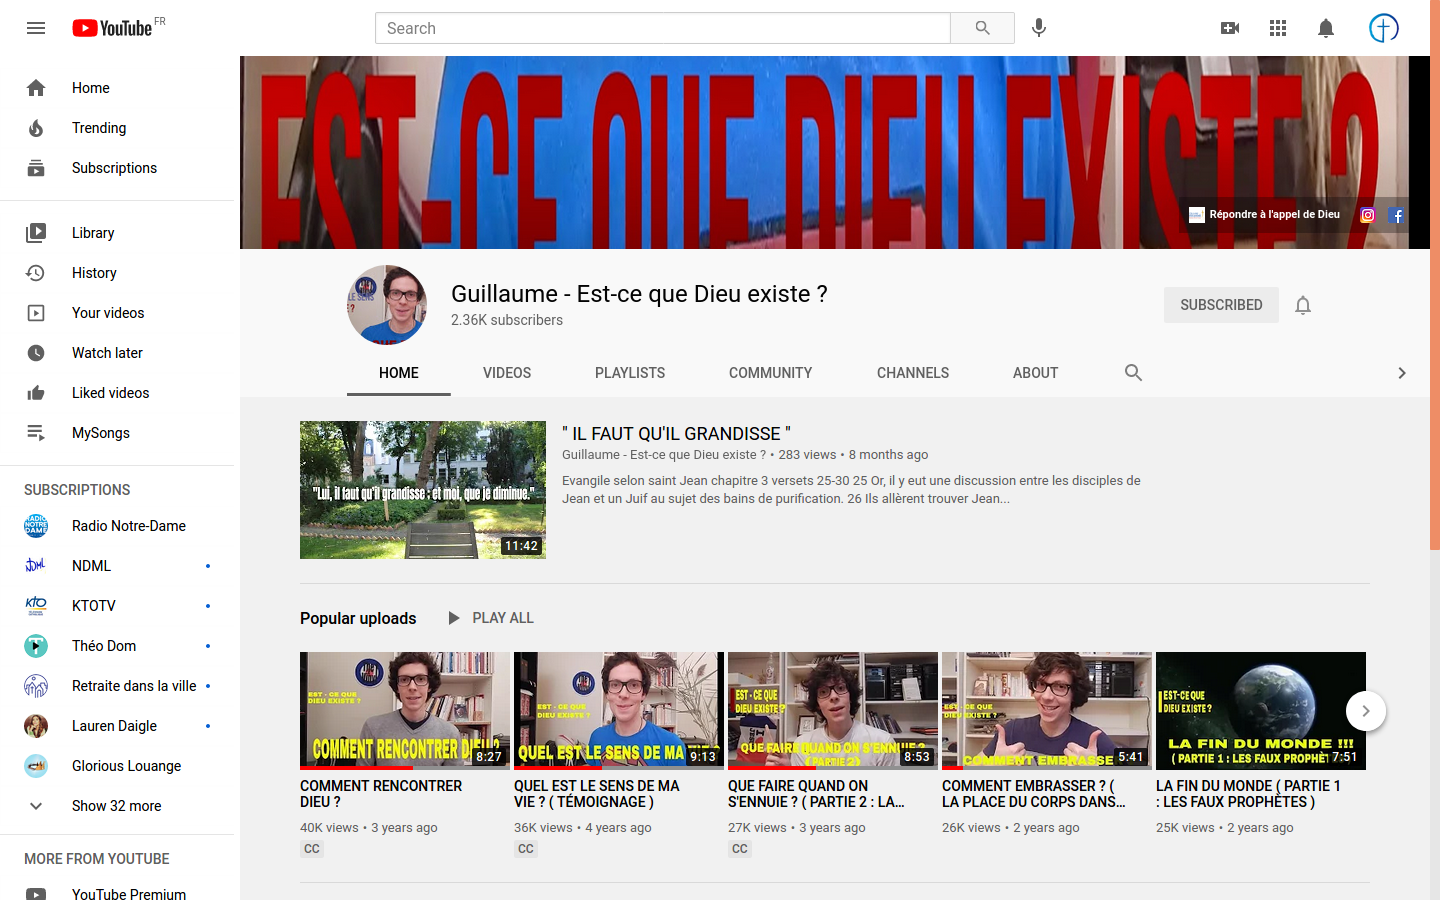 YouTube FR
Search
Home
Trending
Subscriptions
Library
History
Your videos
Watch later
Liked videos
MySongs
SUBSCRIPTIONS
Radio Notre-Dame
NDML
KTOTV
Théo Dom
Retraite dans la ville
Lauren Daigle
Glorious Louange
Show 32 more
MORE FROM YOUTUBE
YouTube Premium
EST-CE QUE DIEU EXISTE ?
Répondre à l'appel de Dieu
Guillaume - Est-ce que Dieu existe ?
2.36K subscribers
SUBSCRIBED
HOME VIDEOS PLAYLISTS COMMUNITY CHANNELS ABOUT
"Lui, il faut qu'il grandisse ; et moi, que je diminue."
11:42
" IL FAUT QU'IL GRANDISSE "
Guillaume - Est-ce que Dieu existe ? • 283 views • 8 months ago
Evangile selon saint Jean chapitre 3 versets 25-30 25 Or, il y eut une discussion entre les disciples de
Jean et un Juif au sujet des bains de purification. 26 Ils allèrent trouver Jean...
Popular uploads PLAY ALL
EST - CE QUE
DIEU EXISTE ?
COMMENT RENCONTRER DIEU ?
8:27
COMMENT RENCONTRER
DIEU ?
40K views • 3 years ago
CC
EST - CE QUE
DIEU EXISTE ?
QUEL EST LE SENS DE MA VIE ?
9:13
QUEL EST LE SENS DE MA
VIE ? ( TÉMOIGNAGE )
36K views • 4 years ago
CC
EST - CE QUE
DIEU EXISTE ?
QUE FAIRE QUAND ON S'ENNUIE ?
( PARTIE 2 )
8:53
QUE FAIRE QUAND ON
S'ENNUIE ? ( PARTIE 2 : LA...
27K views • 3 years ago
CC
EST - CE QUE
DIEU EXISTE ?
COMMENT EMBRASSE
5:41
COMMENT EMBRASSER ? (
LA PLACE DU CORPS DANS...
26K views • 2 years ago
EST - CE QUE
DIEU EXISTE ?
LA FIN DU MONDE !!!
( PARTIE 1 : LES FAUX PROPHÈT
7:51
LA FIN DU MONDE ( PARTIE 1
: LES FAUX PROPHÈTES )
25K views • 2 years ago